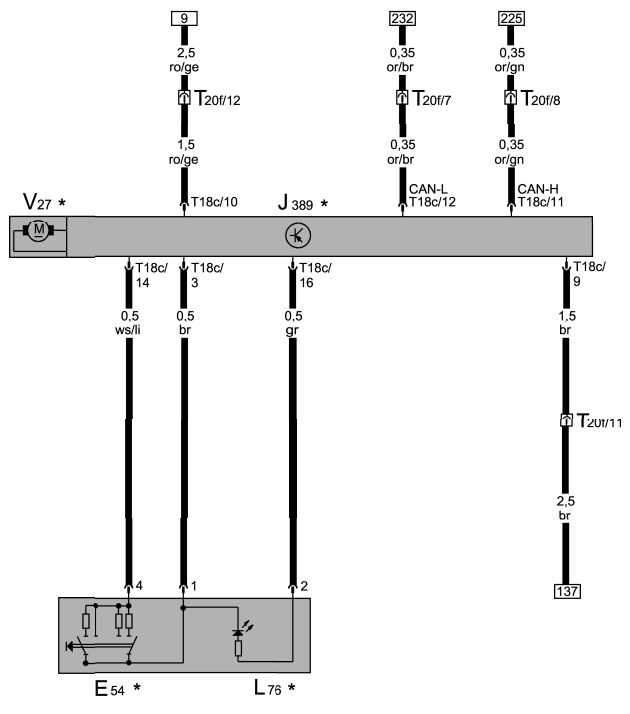 9
232
225
2,5
ro/ge
0,35
or/br
0,35
or/gn
T20f/12
T20f/7
T20f/8
1,5
ro/ge
0,35
or/br
0,35
or/gn
V27 *
T18c/10
J389 *
CAN-L
T18c/12
CAN-H
T18c/11
M
T18c/
14
T18c/
3
T18c/
16
T18c/
9
0,5
ws/li
0,5
br
0,5
gr
1,5
br
T20f/11
2,5
br
4
1
2
137
E54 *
L76 *